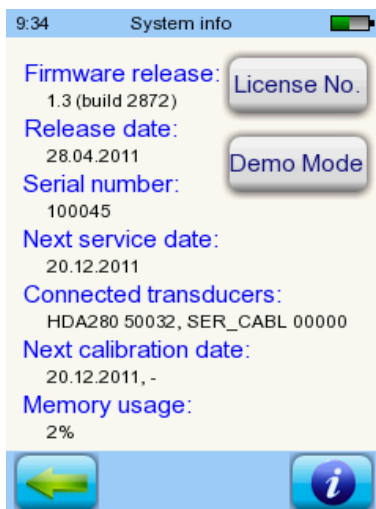 9:34 System info
Firmware release:
License No.
1.3 (build 2872)
Release date:
28.04.2011
Demo Mode
Serial number:
100045
Next service date:
20.12.2011
Connected transducers:
HDA280 50032, SER_CABL 00000
Next calibration date:
20.12.2011, -
Memory usage:
2%
i